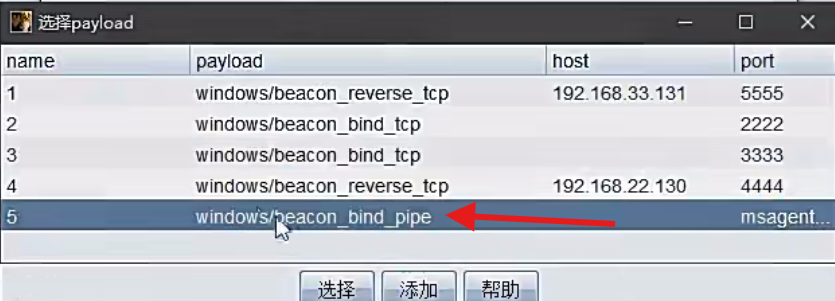 选择payload
name payload host port
1 windows/beacon_reverse_tcp 192.168.33.131 5555
2 windows/beacon_bind_tcp 2222
3 windows/beacon_bind_tcp 3333
4 windows/beacon_reverse_tcp 192.168.22.130 4444
5 windows/beacon_bind_pipe msagent...
选择 添加 帮助